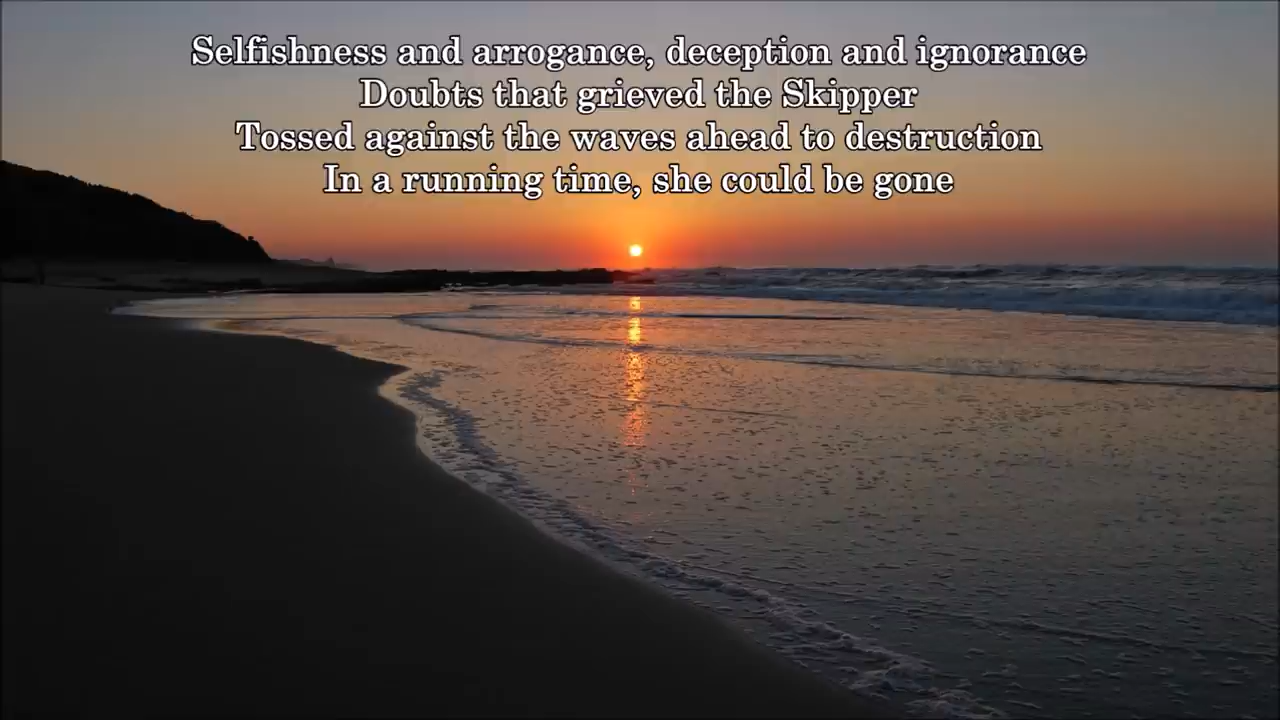 Selfishness and arrogance, deception and ignorance
Doubts that grieved the Skipper
Tossed against the waves ahead to destruction
In a running time, she could be gone